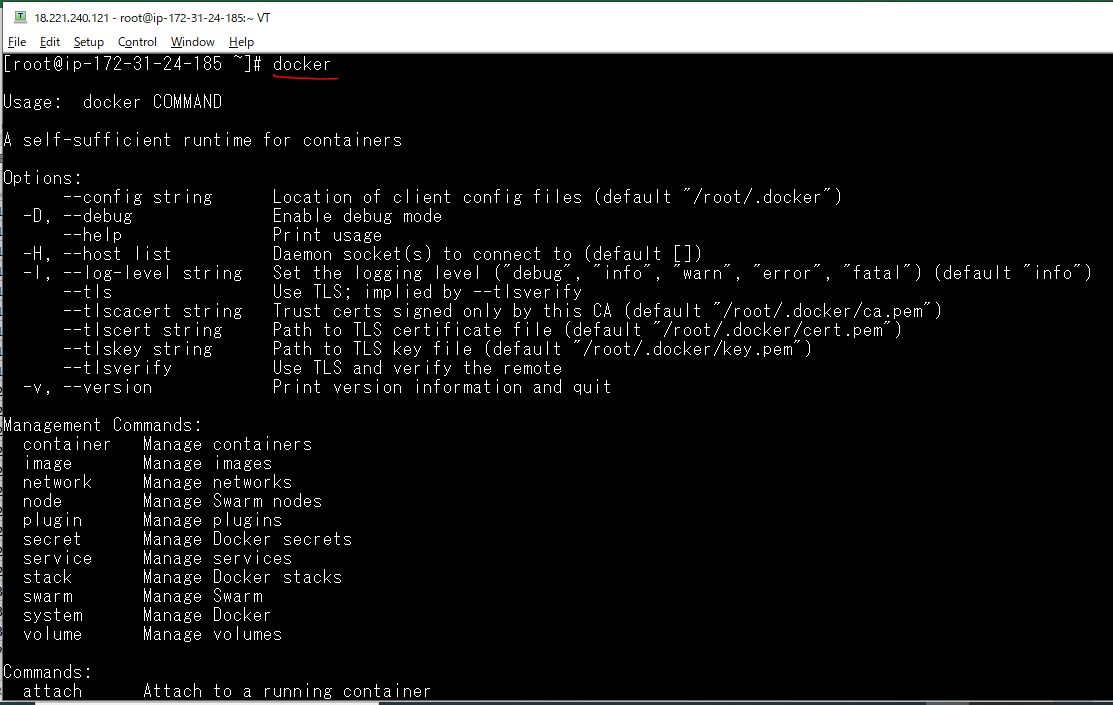 18.221.240.121 - root@ip-172-31-24-185:~ VT
File Edit Setup Control Window Help
[root@ip-172-31-24-185 ~]# docker
Usage:  docker COMMAND
A self-sufficient runtime for containers
Options:
      --config string      Location of client config files (default "/root/.docker")
  -D, --debug              Enable debug mode
      --help               Print usage
  -H, --host list          Daemon socket(s) to connect to (default [])
  -l, --log-level string   Set the logging level ("debug", "info", "warn", "error", "fatal") (default "info")
      --tls                Use TLS; implied by --tlsverify
      --tlscacert string   Trust certs signed only by this CA (default "/root/.docker/ca.pem")
      --tlscert string     Path to TLS certificate file (default "/root/.docker/cert.pem")
      --tlskey string      Path to TLS key file (default "/root/.docker/key.pem")
      --tlsverify          Use TLS and verify the remote
  -v, --version            Print version information and quit
Management Commands:
  container   Manage containers
  image       Manage images
  network     Manage networks
  node        Manage Swarm nodes
  plugin      Manage plugins
  secret      Manage Docker secrets
  service     Manage services
  stack       Manage Docker stacks
  swarm       Manage Swarm
  system      Manage Docker
  volume      Manage volumes
Commands:
  attach      Attach to a running container